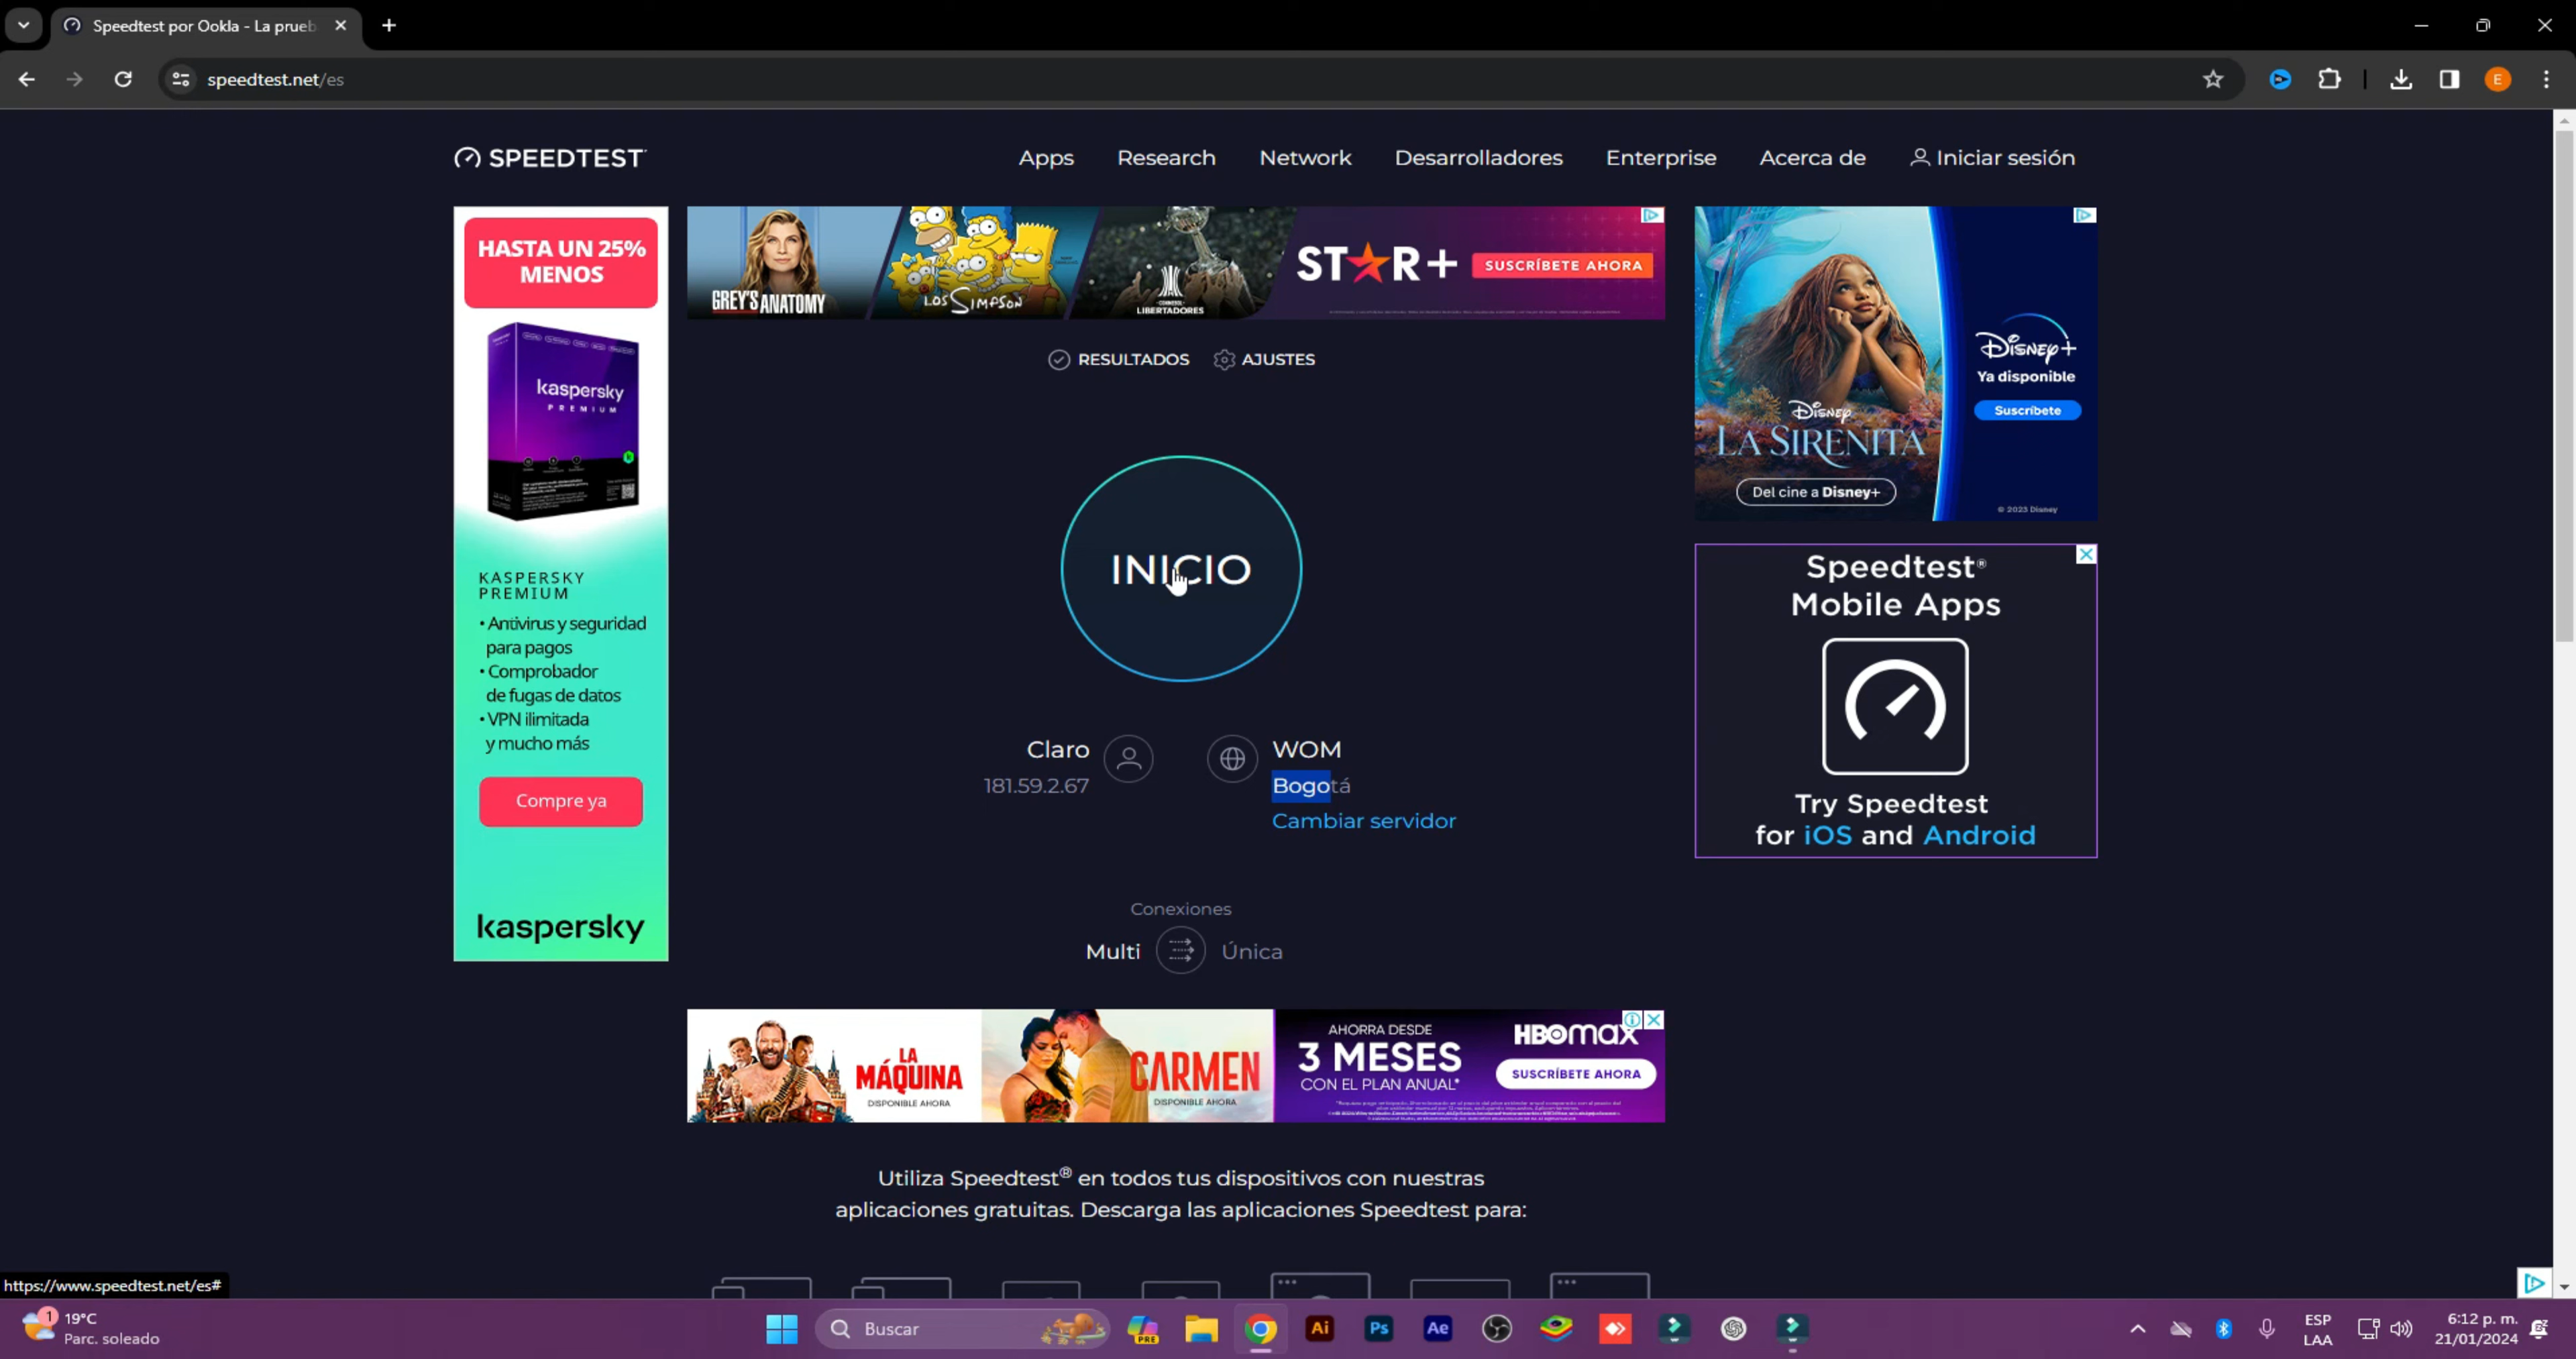 Speedtest por Ookla - La prueb
speedtest.net/es
E
SPEEDTEST
Apps Research Network Desarrolladores Enterprise Acerca de Iniciar sesión
HASTA UN 25%
MENOS
kaspersky
PREMIUM
KASPERSKY
PREMIUM
• Antivirus y seguridad
para pagos
• Comprobador
de fugas de datos
• VPN ilimitada
y mucho más
Compre ya
kaspersky
GREY'S ANATOMY
LOS SIMPSON
CONMEBOL
LIBERTADORES
STAR+
SUSCRÍBETE AHORA
RESULTADOS AJUSTES
INICIO
Claro
181.59.2.67
WOM
Bogotá
Cambiar servidor
Conexiones
Multi Única
Disney
LA SIRENITA
Del cine a Disney+
Disney+
Ya disponible
Suscríbete
© 2023 Disney
Speedtest®
Mobile Apps
Try Speedtest
for iOS and Android
LA
MÁQUINA
DISPONIBLE AHORA
CARMEN
DISPONIBLE AHORA
AHORRA DESDE
3 MESES
CON EL PLAN ANUAL*
HBOMAX
SUSCRÍBETE AHORA
Utiliza Speedtest® en todos tus dispositivos con nuestras
aplicaciones gratuitas. Descarga las aplicaciones Speedtest para:
https://www.speedtest.net/es#
1
19°C
Parc. soleado
Buscar
PRE
Ai
Ps
Ae
ESP
LAA
6:12 p. m.
21/01/2024